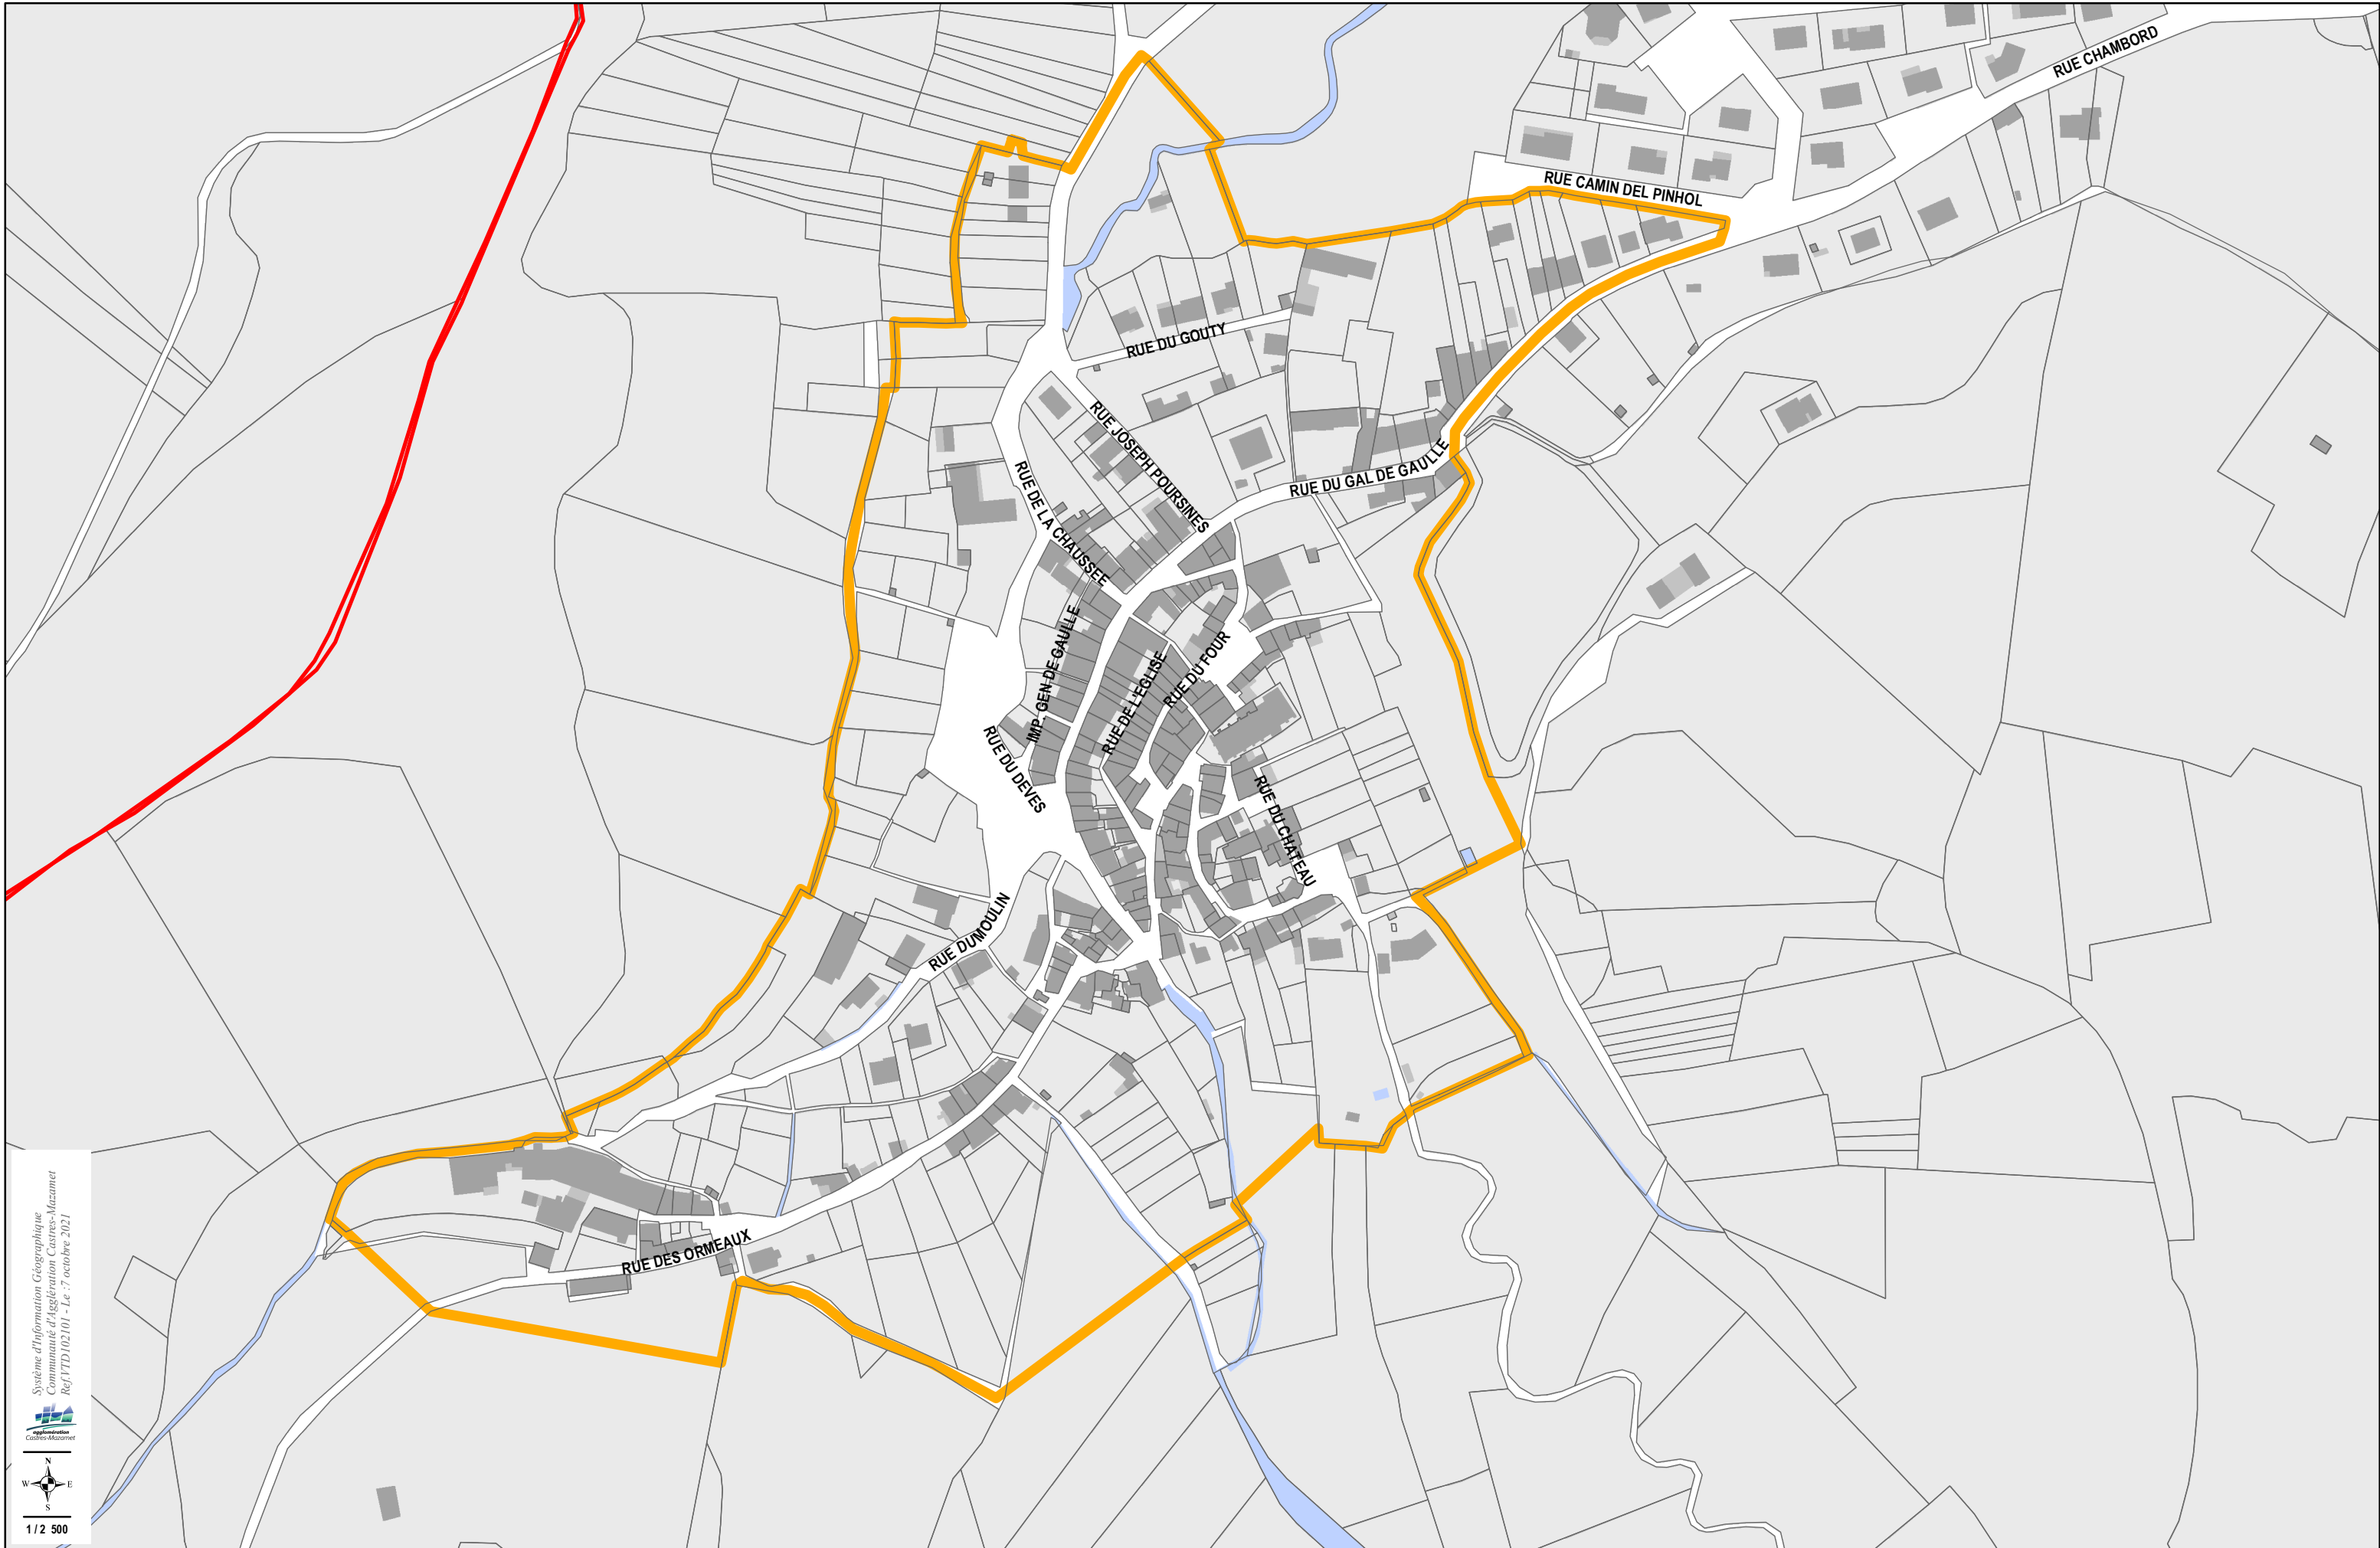 RUE CHAMBORD
RUE CAMIN DEL PINHOL
RUE DU GOUTY
RUE JOSEPH POURSINES
RUE DU GAL DE GAULLE
RUE DE LA CHAUSSEE
IMP. GEN DE GAULLE
RUE DE L'EGLISE
RUE DU FOUR
RUE DU DEVES
RUE DU CHATEAU
RUE DUMOULIN
RUE DES ORMEAUX
Système d'Information Géographique
Communauté d'Agglération Castres-Mazamet
Ref.VTD102101 - Le : 7 octobre 2021
agglomération
Castres-Mazamet
N
W E
S
1 / 2 500